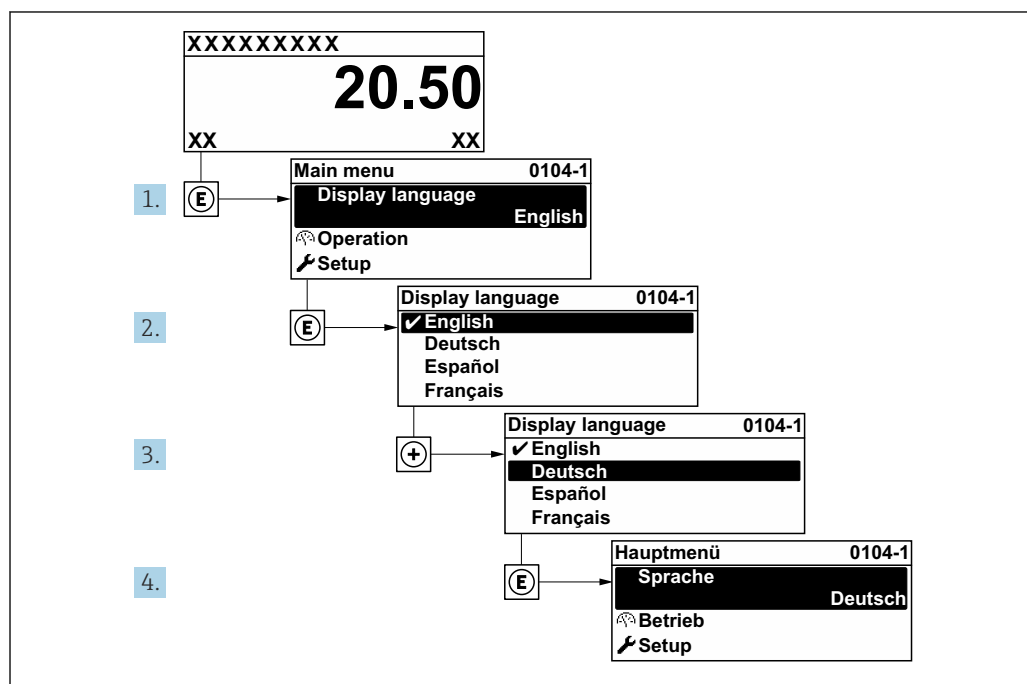 XXXXXXXXX
20.50
XX XX
1. E
Main menu 0104-1
Display language
English
Operation
Setup
2. E
Display language 0104-1
✔English
Deutsch
Español
Français
3. +
Display language 0104-1
✔English
Deutsch
Español
Français
4. E
Hauptmenü 0104-1
Sprache
Deutsch
Betrieb
Setup